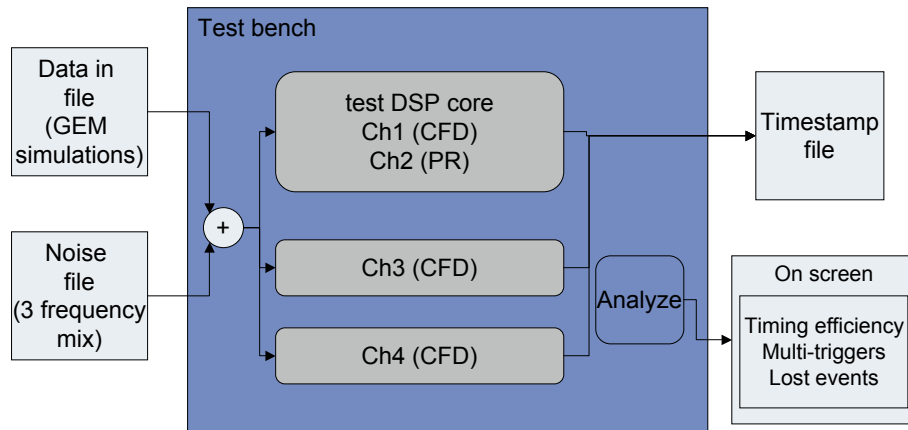 Test bench
Data in
file
(GEM
simulations)
test DSP core
Ch1 (CFD)
Ch2 (PR)
Timestamp
file
+
Noise
file
(3 frequency
mix)
Ch3 (CFD)
Ch4 (CFD)
Analyze
On screen
Timing efficiency
Multi-triggers
Lost events